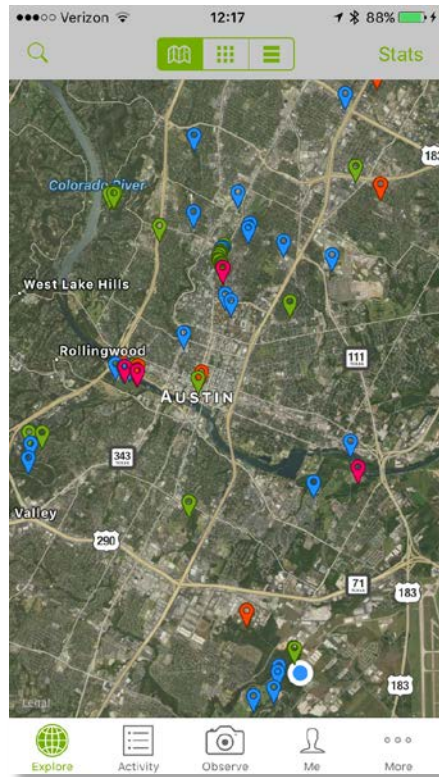 Verizon 12:17 88%
Stats
183
Colorado River
West Lake Hills
Rollingwood
111
AUSTIN
343
Valley
290
71
183
183
Legal
Explore Activity Observe Me More